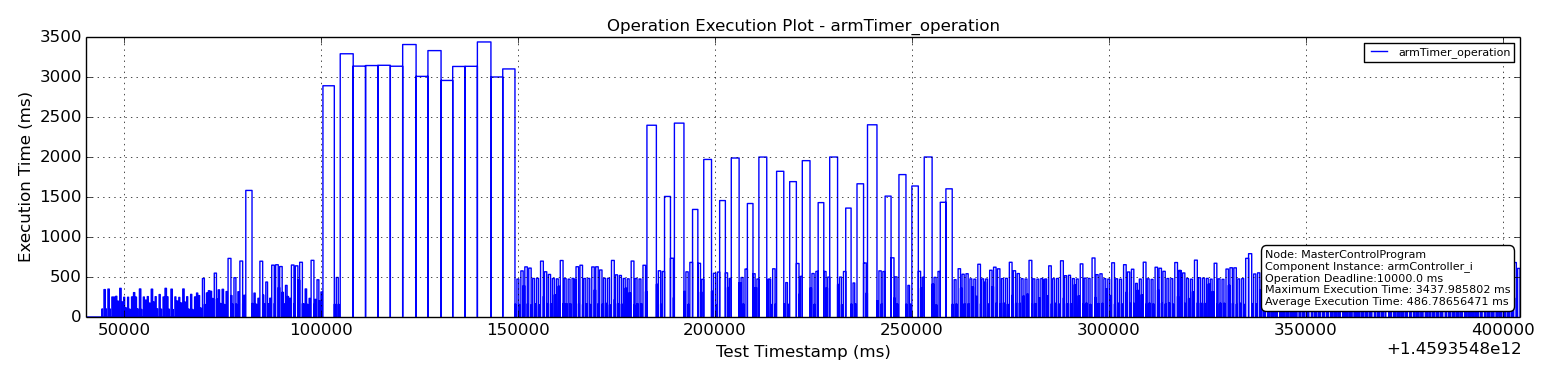 Operation Execution Plot - armTimer_operation
3500
3000
2500
2000
1500
1000
500
0
Execution Time (ms)
armTimer_operation
Node: MasterControlProgram
Component Instance: armController_i
Operation Deadline:10000.0 ms
Maximum Execution Time: 3437.985802 ms
Average Execution Time: 486.78656471 ms
50000 100000 150000 200000 250000 300000 350000 400000
Test Timestamp (ms)
+1.4593548e12